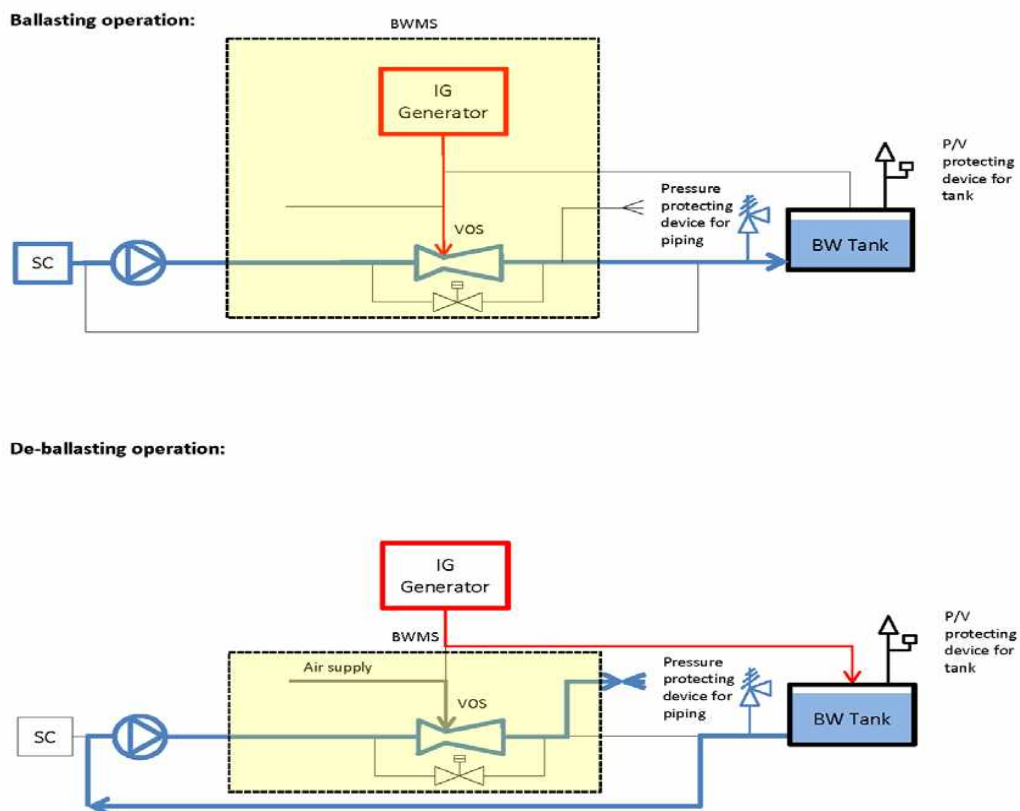 Ballasting operation:
BWMS
IG
Generator
P/V
protecting
device for
tank
Pressure
protecting
device for
piping
VOS
SC
BW Tank
De-ballasting operation:
IG
Generator
BWMS
P/V
protecting
device for
tank
Air supply
Pressure
protecting
device for
piping
VOS
SC
BW Tank